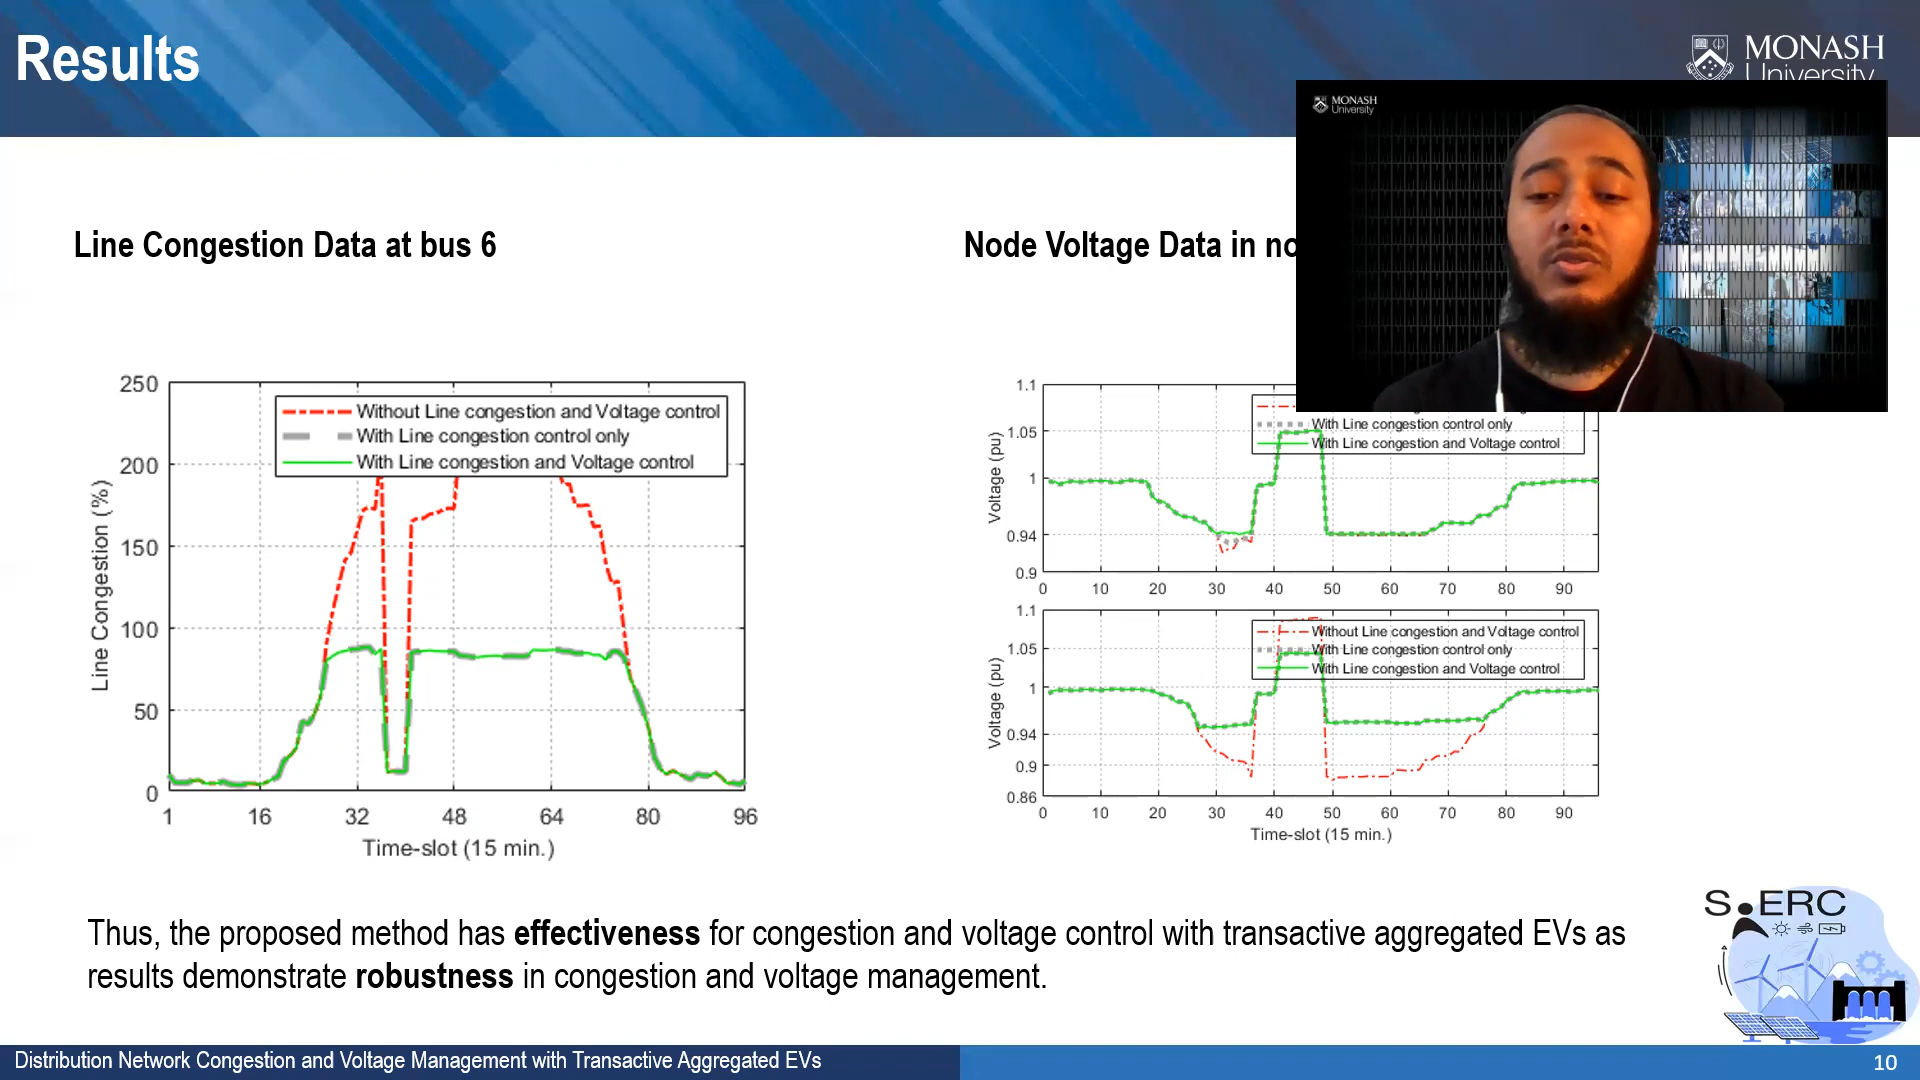 Results
MONASH
University
MONASH
University
Line Congestion Data at bus 6
Node Voltage Data in
250
200
150
100
50
0
Line Congestion (%)
Without Line congestion and Voltage control
With Line congestion control only
With Line congestion and Voltage control
1 16 32 48 64 80 96
Time-slot (15 min.)
1.1
1.05
1
0.94
0.9
Voltage (pu)
With Line congestion control only
With Line congestion and Voltage control
0 10 20 30 40 50 60 70 80 90
1.1
1.05
1
0.94
0.9
0.86
Voltage (pu)
Without Line congestion and Voltage control
With Line congestion control only
With Line congestion and Voltage control
0 10 20 30 40 50 60 70 80 90
Time-slot (15 min.)
Thus, the proposed method has effectiveness for congestion and voltage control with transactive aggregated EVs as
results demonstrate robustness in congestion and voltage management.
S.ERC
Distribution Network Congestion and Voltage Management with Transactive Aggregated EVs
10